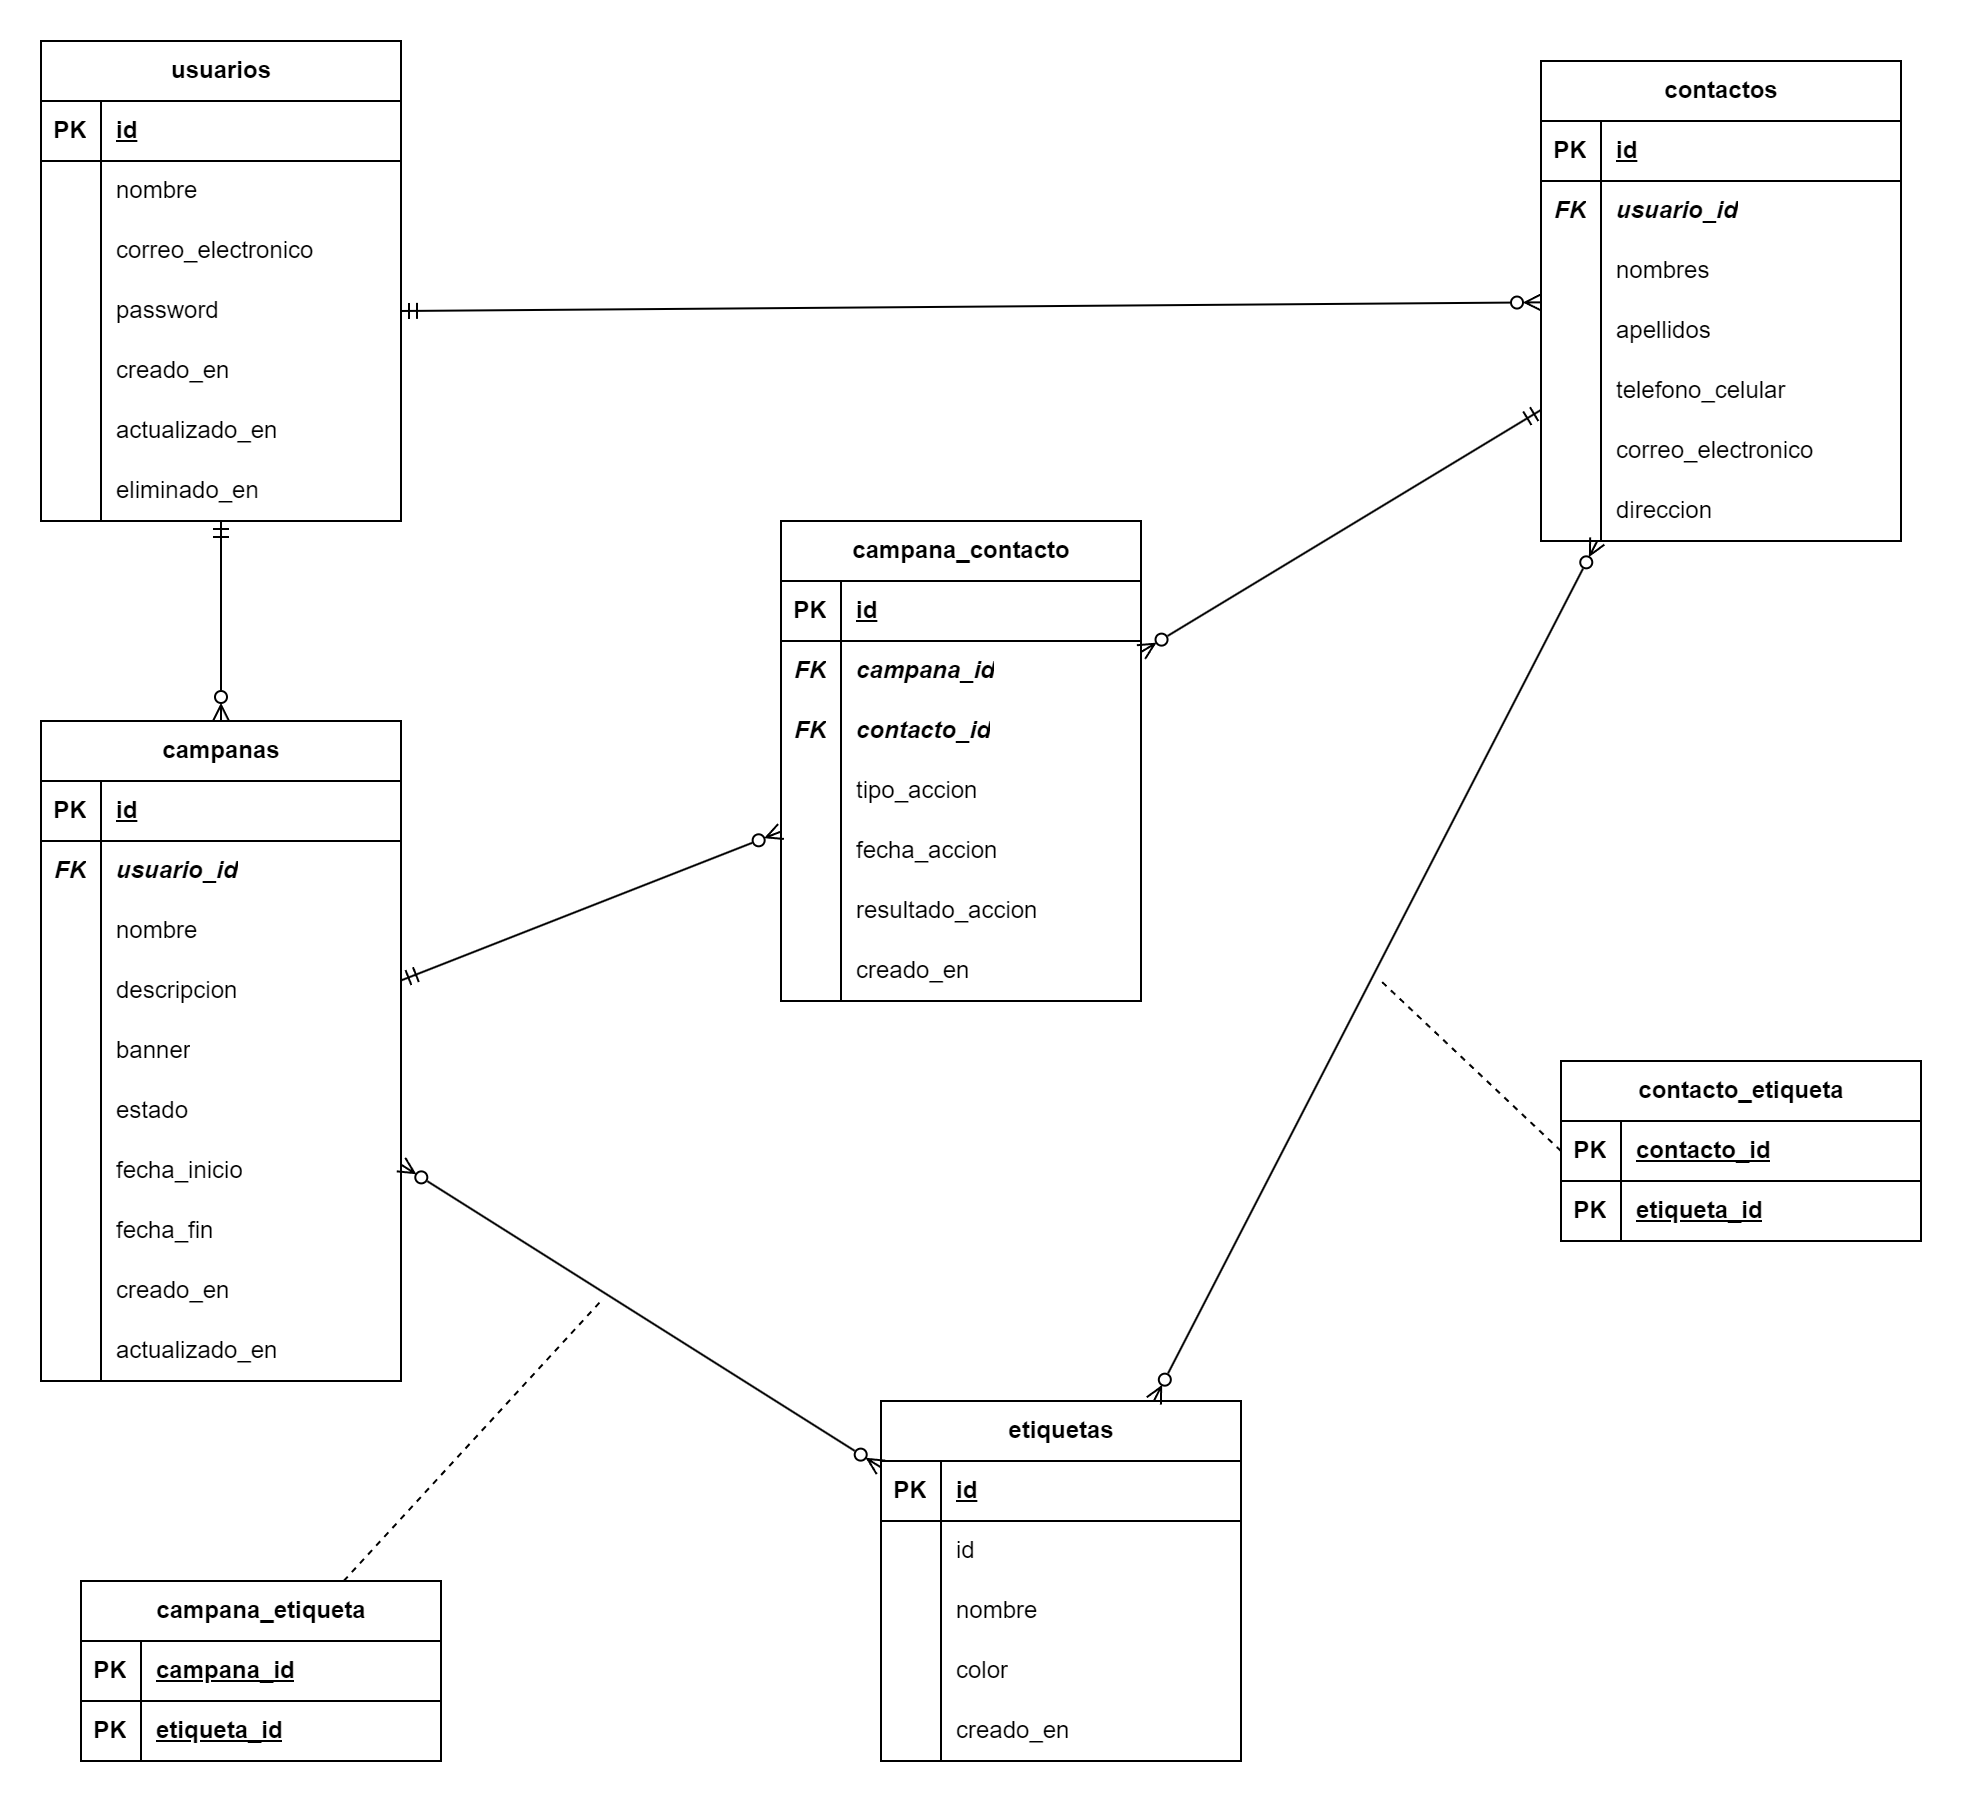 usuarios
PK id
nombre
correo_electronico
password
creado_en
actualizado_en
eliminado_en
contactos
PK id
FK usuario_id
nombres
apellidos
telefono_celular
correo_electronico
direccion
campana_contacto
PK id
FK campana_id
FK contacto_id
tipo_accion
fecha_accion
resultado_accion
creado_en
campanas
PK id
FK usuario_id
nombre
descripcion
banner
estado
fecha_inicio
fecha_fin
creado_en
actualizado_en
contacto_etiqueta
PK contacto_id
PK etiqueta_id
etiquetas
PK id
id
nombre
color
creado_en
campana_etiqueta
PK campana_id
PK etiqueta_id